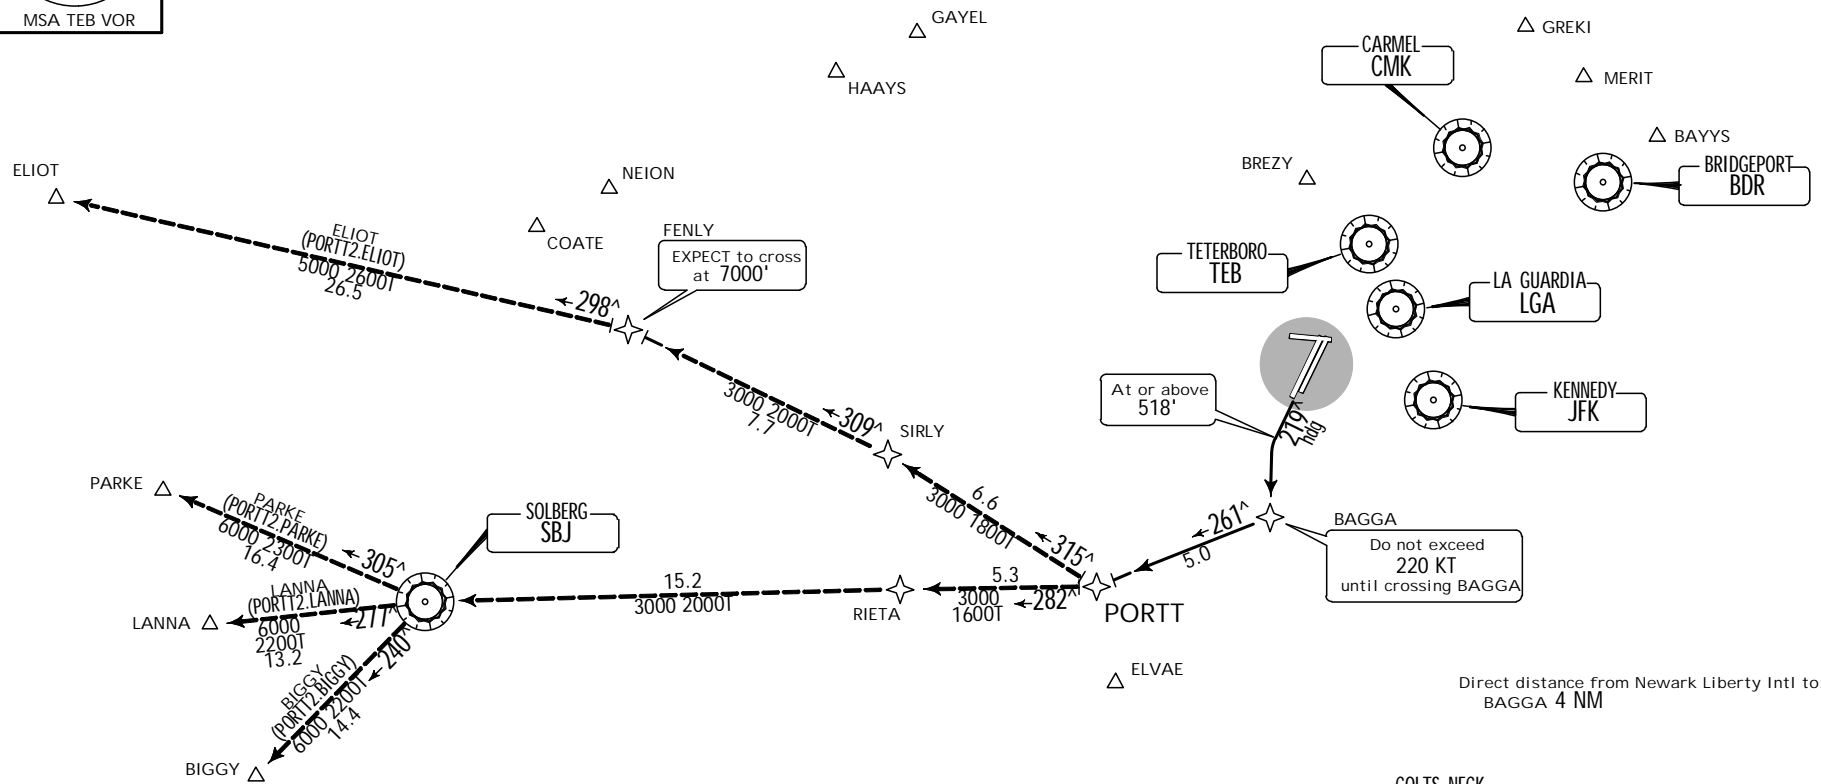 MSA TEB VOR
GAYEL
HAAYS
GREKI
CARMEL
CMK
MERIT
BAYYS
BRIDGEPORT
BDR
BREZY
ELIOT
NEION
COATE
FENLY
EXPECT to cross
at 7000'
ELIOT
(PORTT2.ELIOT)
5000 2600T
26.5
←298^
TETERBORO
TEB
LA GUARDIA
LGA
KENNEDY
JFK
At or above
518'
219^
hdg
←309^
3000 2000T
7.7
SIRLY
6.6
3000 1800T
←315^
PARKE
PARKE
(PORTT2.PARKE)
6000 2300T
16.4
←305^
SOLBERG
SBJ
←261^
5.0
BAGGA
Do not exceed
220 KT
until crossing BAGGA
LANNA
(PORTT2.LANNA)
←277^
6000
2200T
13.2
LANNA
15.2
3000 2000T
RIETA
5.3
3000
1600T
←282^
PORTT
←240^
BIGGY
(PORTT2.BIGGY)
6000 2200T
14.4
BIGGY
ELVAE
Direct distance from Newark Liberty Intl to:
BAGGA 4 NM
COLTS NECK